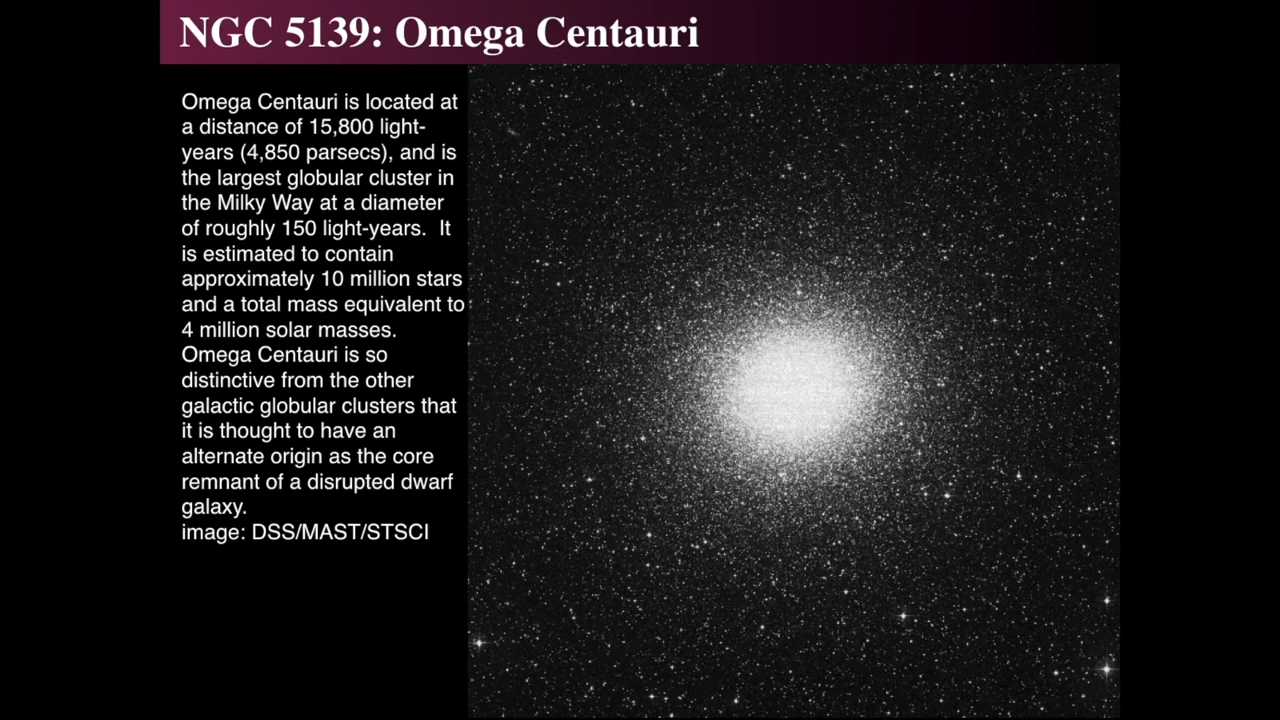 NGC 5139: Omega Centauri
Omega Centauri is located at
a distance of 15,800 light-
years (4,850 parsecs), and is
the largest globular cluster in
the Milky Way at a diameter
of roughly 150 light-years.  It
is estimated to contain
approximately 10 million stars
and a total mass equivalent to
4 million solar masses.
Omega Centauri is so
distinctive from the other
galactic globular clusters that
it is thought to have an
alternate origin as the core
remnant of a disrupted dwarf
galaxy.
image: DSS/MAST/STSCI